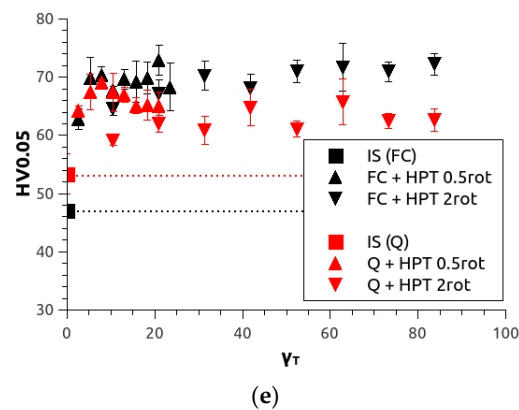 80
70
60
50
40
30
HV0.05
IS (FC)
FC + HPT 0.5rot
FC + HPT 2rot
IS (Q)
Q + HPT 0.5rot
Q + HPT 2rot
0 20 40 60 80 100
γT
(e)